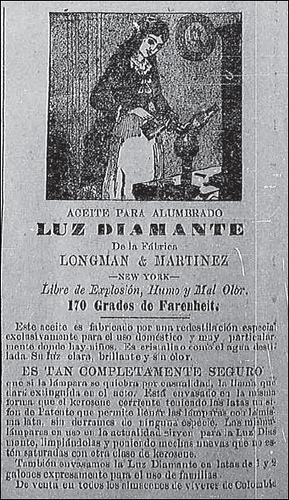 ACEITE PARA ALUMBRADO
LUZ DIAMANTE
De la Fábrica
LONGMAN & MARTINEZ
—NEW YORK—
Libre de Explosión, Humo y Mal Olor.
170 Grados de Farenheit.
Este aceite es fabricado por una redestilación especial
exclusivamente para el uso doméstico y muy particular
mente donde hay niños. Es cristalino como el agua desti
lada. Su luz clara, brillante y sin olor.
ES TAN COMPLETAMENTE SEGURO
que si la lámpara se quiebra por casualidad, la llama que
dará extinguida en el acto. Está envasado en la misma
forma que el kerosene corriente teniendo las latas un
fon de Patente que permite llenar las lámparas con la mis
ma lata, sin derrames de ninguna especie. Las mismas
lámparas en uso en la actualidad sirven para la Luz Dia
mante, limpiándolas y poniendo mechas nuevas que no es
tén saturadas con otra clase de kerosene.
También envasamos la Luz Diamante en latas de 1 y 2
galones expresamente para el uso de familias.
De venta en todos los almacenes de víveres de Colombia